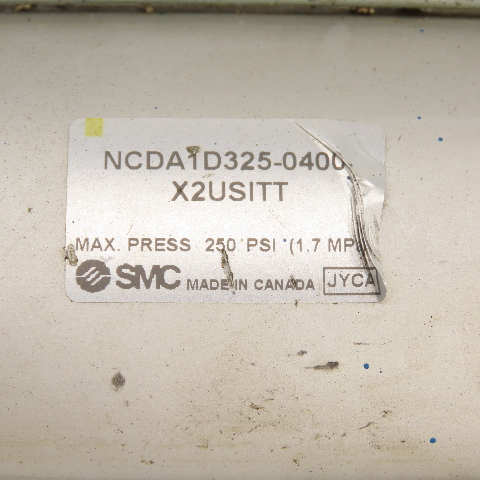 NCDA1D325-0400-
X2USITT
MAX. PRESS 250 PSI (1.7 MP
SMC MADE IN CANADA JYCA